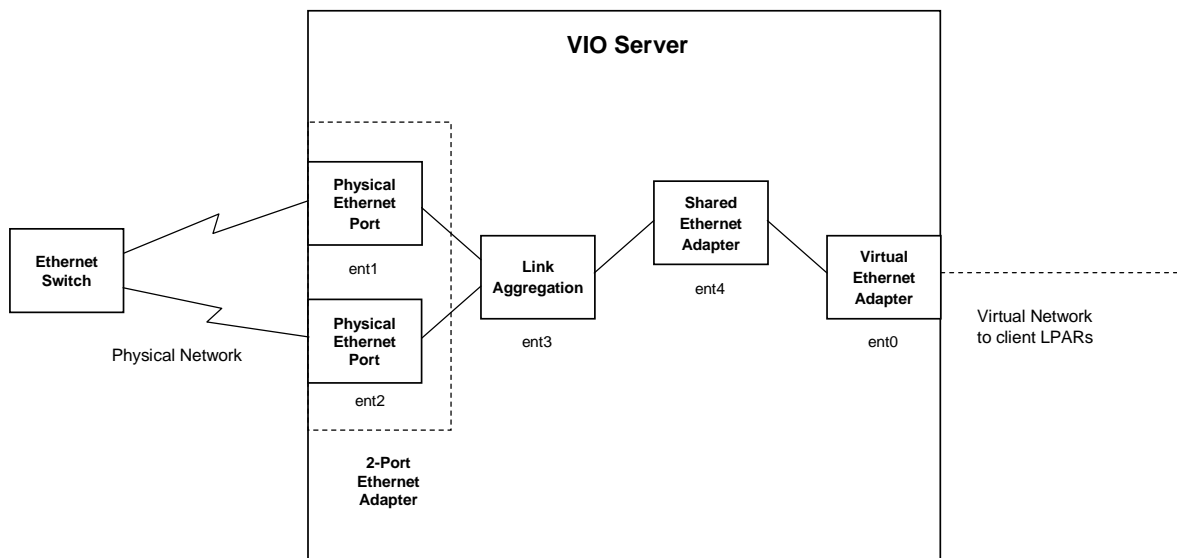 VIO Server
Physical
Ethernet
Port
ent1
Shared
Ethernet
Adapter
ent4
Ethernet
Switch
Link
Aggregation
ent3
Virtual
Ethernet
Adapter
ent0
Physical
Ethernet
Port
ent2
Physical Network
Virtual Network
to client LPARs
2-Port
Ethernet
Adapter